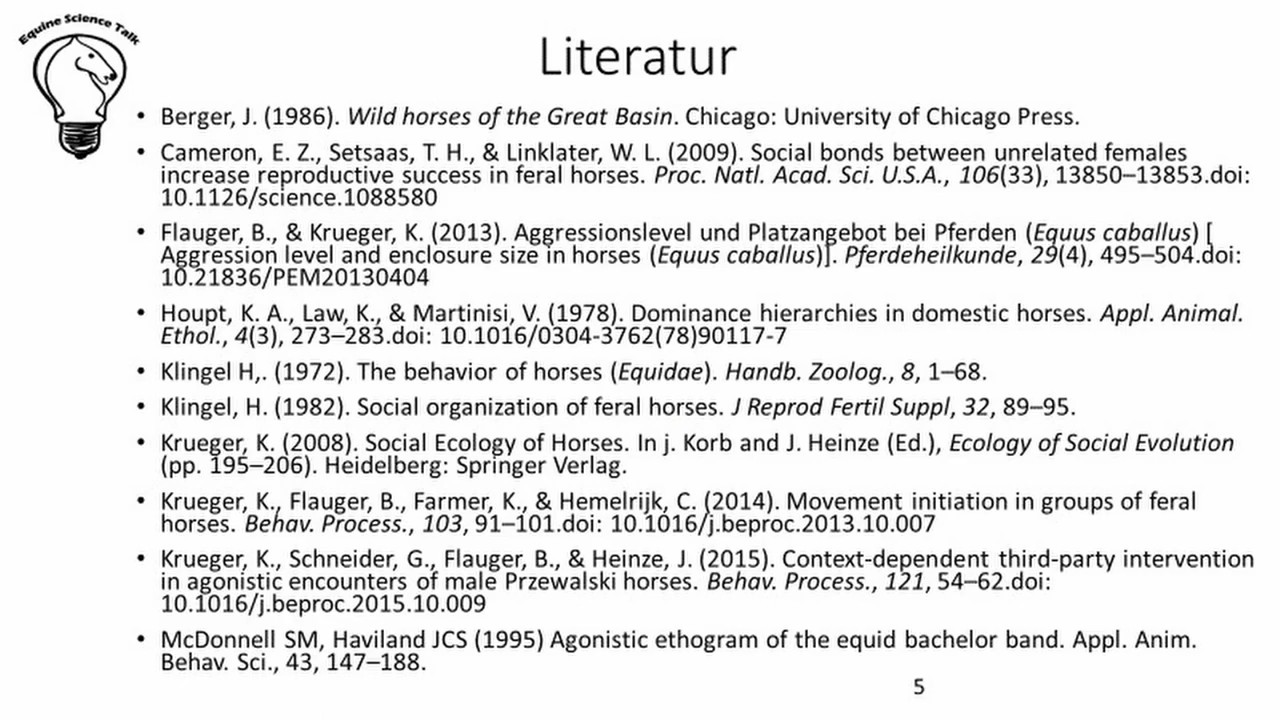 Equine Science Talk
Literatur
• Berger, J. (1986). Wild horses of the Great Basin. Chicago: University of Chicago Press.
• Cameron, E. Z., Setsaas, T. H., & Linklater, W. L. (2009). Social bonds between unrelated females
increase reproductive success in feral horses. Proc. Natl. Acad. Sci. U.S.A., 106(33), 13850–13853.doi:
10.1126/science.1088580
• Flauger, B., & Krueger, K. (2013). Aggressionslevel und Platzangebot bei Pferden (Equus caballus) [
Aggression level and enclosure size in horses (Equus caballus)]. Pferdeheilkunde, 29(4), 495–504.doi:
10.21836/PEM20130404
• Houpt, K. A., Law, K., & Martinisi, V. (1978). Dominance hierarchies in domestic horses. Appl. Animal.
Ethol., 4(3), 273–283.doi: 10.1016/0304-3762(78)90117-7
• Klingel H,. (1972). The behavior of horses (Equidae). Handb. Zoolog., 8, 1–68.
• Klingel, H. (1982). Social organization of feral horses. J Reprod Fertil Suppl, 32, 89–95.
• Krueger, K. (2008). Social Ecology of Horses. In j. Korb and J. Heinze (Ed.), Ecology of Social Evolution
(pp. 195–206). Heidelberg: Springer Verlag.
• Krueger, K., Flauger, B., Farmer, K., & Hemelrijk, C. (2014). Movement initiation in groups of feral
horses. Behav. Process., 103, 91–101.doi: 10.1016/j.beproc.2013.10.007
• Krueger, K., Schneider, G., Flauger, B., & Heinze, J. (2015). Context-dependent third-party intervention
in agonistic encounters of male Przewalski horses. Behav. Process., 121, 54–62.doi:
10.1016/j.beproc.2015.10.009
• McDonnell SM, Haviland JCS (1995) Agonistic ethogram of the equid bachelor band. Appl. Anim.
Behav. Sci., 43, 147–188.
5